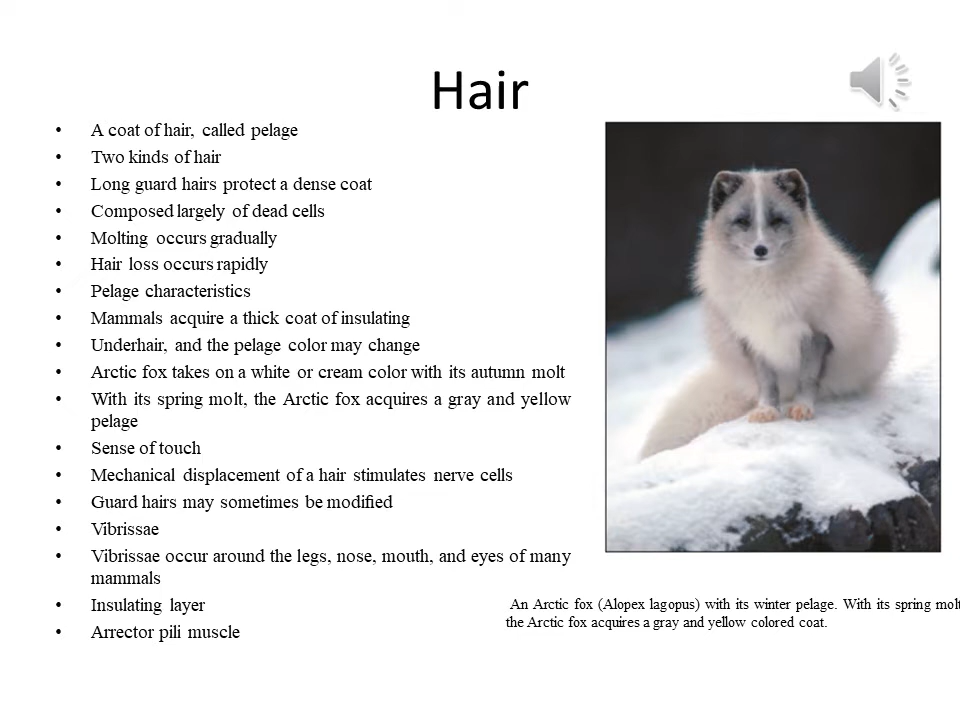 Hair
• A coat of hair, called pelage
• Two kinds of hair
• Long guard hairs protect a dense coat
• Composed largely of dead cells
• Molting occurs gradually
• Hair loss occurs rapidly
• Pelage characteristics
• Mammals acquire a thick coat of insulating
• Underhair, and the pelage color may change
• Arctic fox takes on a white or cream color with its autumn molt
• With its spring molt, the Arctic fox acquires a gray and yellow
pelage
• Sense of touch
• Mechanical displacement of a hair stimulates nerve cells
• Guard hairs may sometimes be modified
• Vibrissae
• Vibrissae occur around the legs, nose, mouth, and eyes of many
mammals
• Insulating layer
• Arrector pili muscle
An Arctic fox (Alopex lagopus) with its winter pelage. With its spring molt
the Arctic fox acquires a gray and yellow colored coat.